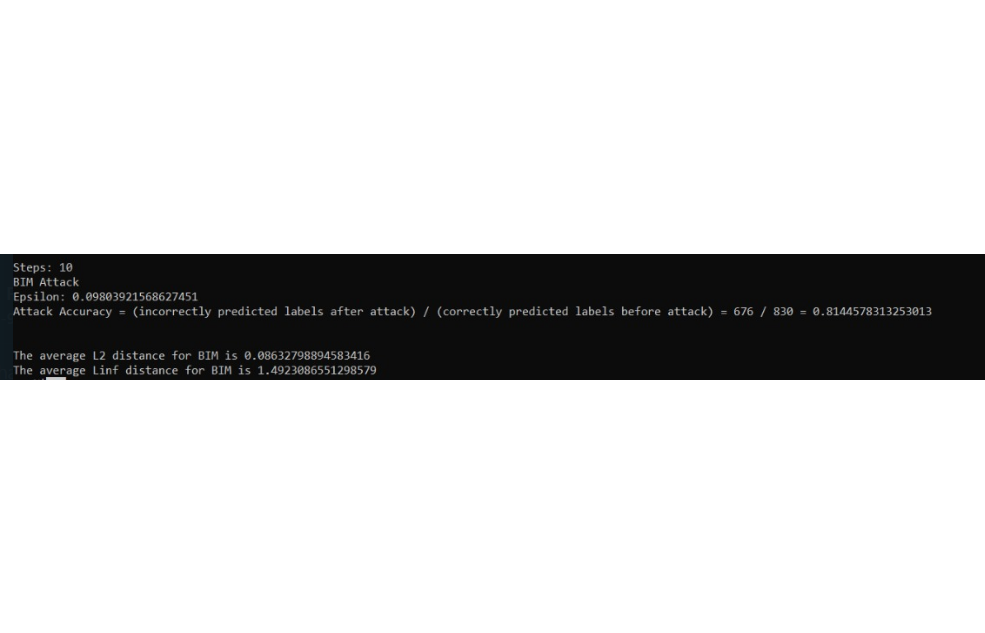 Steps: 10
BIM Attack
Epsilon: 0.09803921568627451
Attack Accuracy = (incorrectly predicted labels after attack) / (correctly predicted labels before attack) = 676 / 830 = 0.8144578313253013
The average L2 distance for BIM is 0.08632798894583416
The average Linf distance for BIM is 1.4923086551298579